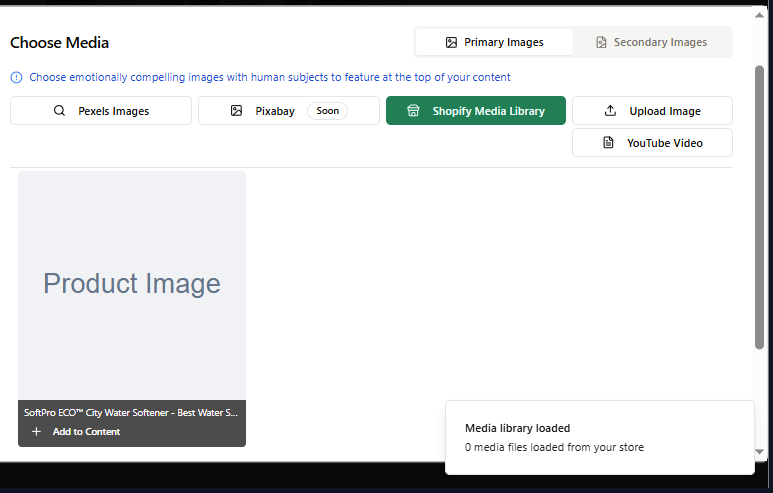 Choose Media
Primary Images
Secondary Images
Choose emotionally compelling images with human subjects to feature at the top of your content
Pexels Images
Pixabay
Soon
Shopify Media Library
Upload Image
YouTube Video
Product Image
SoftPro ECO™ City Water Softener - Best Water S...
Add to Content
Media library loaded
0 media files loaded from your store